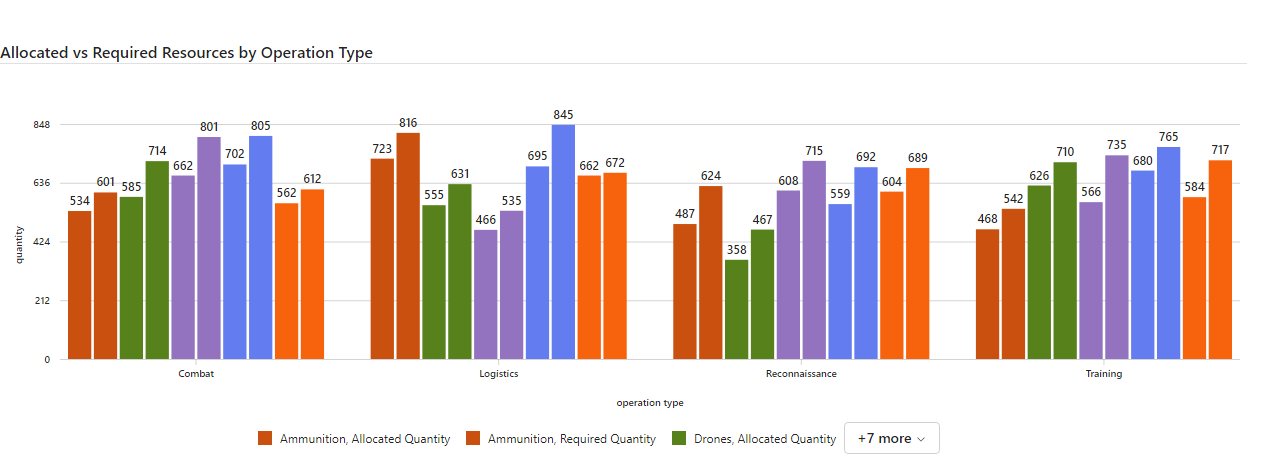 Allocated vs Required Resources by Operation Type
848
636
424
212
0
quantity
534 601 585 714 662 801 702 805 562 612
723 816 555 631 466 535 695 845 662 672
487 624 358 467 608 715 559 692 604 689
468 542 626 710 566 735 680 765 584 717
Combat Logistics Reconnaissance Training
operation type
Ammunition, Allocated Quantity Ammunition, Required Quantity Drones, Allocated Quantity +7 more